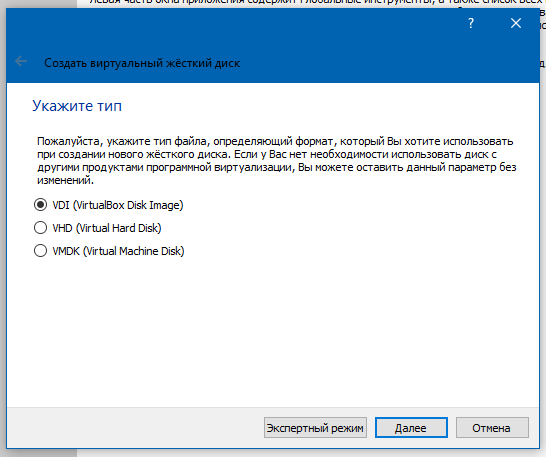 левая часть окна приложения содержит глобальные инструменты, а также список всех
?
Создать виртуальный жёсткий диск
Укажите тип
Пожалуйста, укажите тип файла, определяющий формат, который Вы хотите использовать
при создании нового жёсткого диска. Если у Вас нет необходимости использовать диск с
другими продуктами программной виртуализации, Вы можете оставить данный параметр без
изменений.
VDI (VirtualBox Disk Image)
VHD (Virtual Hard Disk)
VMDK (Virtual Machine Disk)
Экспертный режим
Далее
Отмена